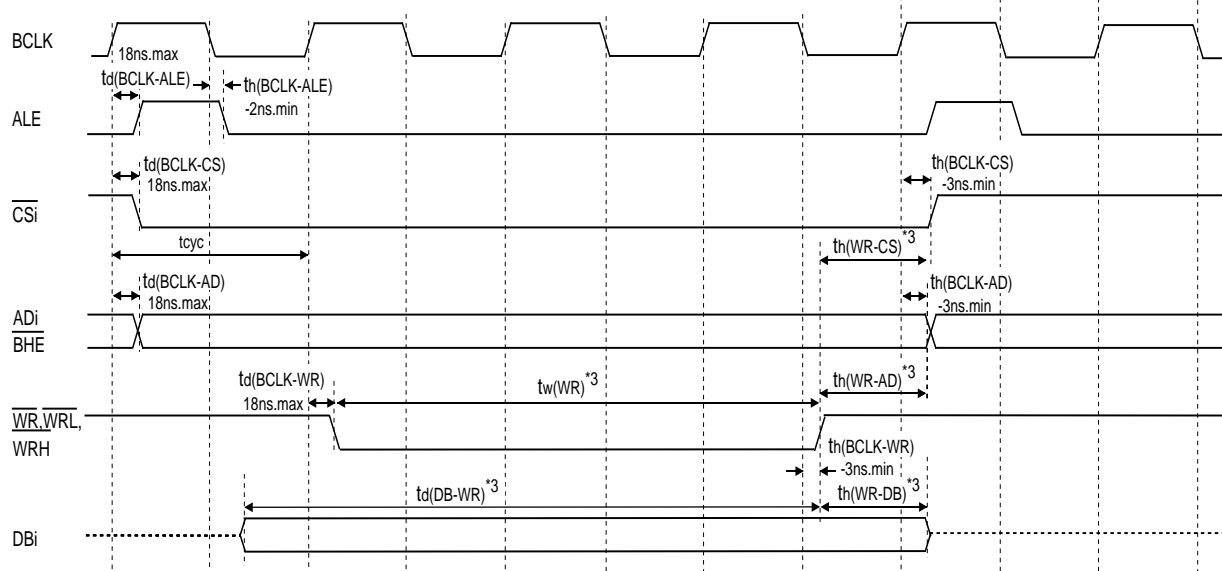 BCLK
18ns.max
td(BCLK-ALE)
th(BCLK-ALE)
-2ns.min
ALE
td(BCLK-CS)
18ns.max
th(BCLK-CS)
-3ns.min
CSi
tcyc
th(WR-CS)*3
td(BCLK-AD)
18ns.max
th(BCLK-AD)
-3ns.min
ADi
BHE
td(BCLK-WR)
18ns.max
tw(WR)*3
th(WR-AD)*3
WR,WRL,
WRH
th(BCLK-WR)
-3ns.min
td(DB-WR)*3
th(WR-DB)*3
DBi